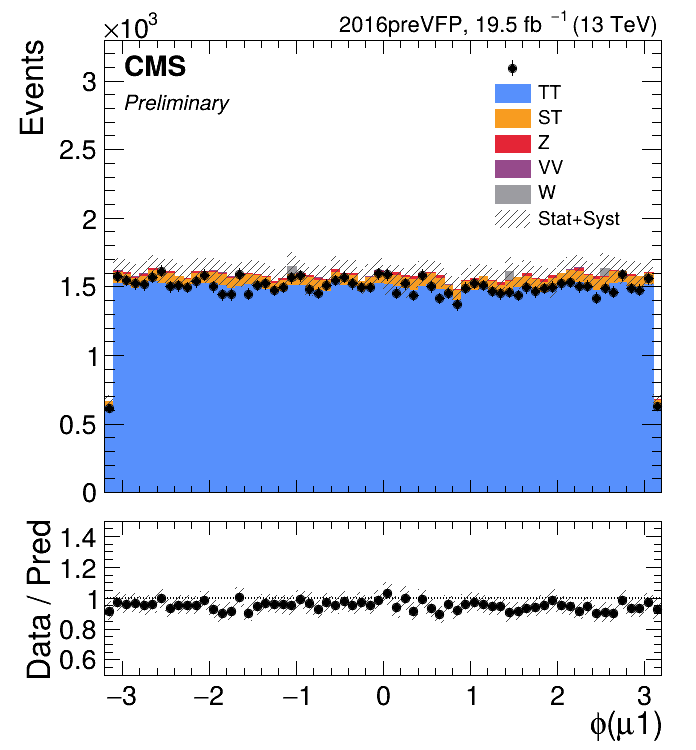 ×10³ 2016preVFP, 19.5 fb ⁻¹ (13 TeV)
Events
CMS
Preliminary
TT
ST
Z
VV
W
Stat+Syst
3
2.5
2
1.5
1
0.5
0
Data / Pred
1.4
1.2
1
0.8
0.6
−3 −2 −1 0 1 2 3
ϕ(μ1)